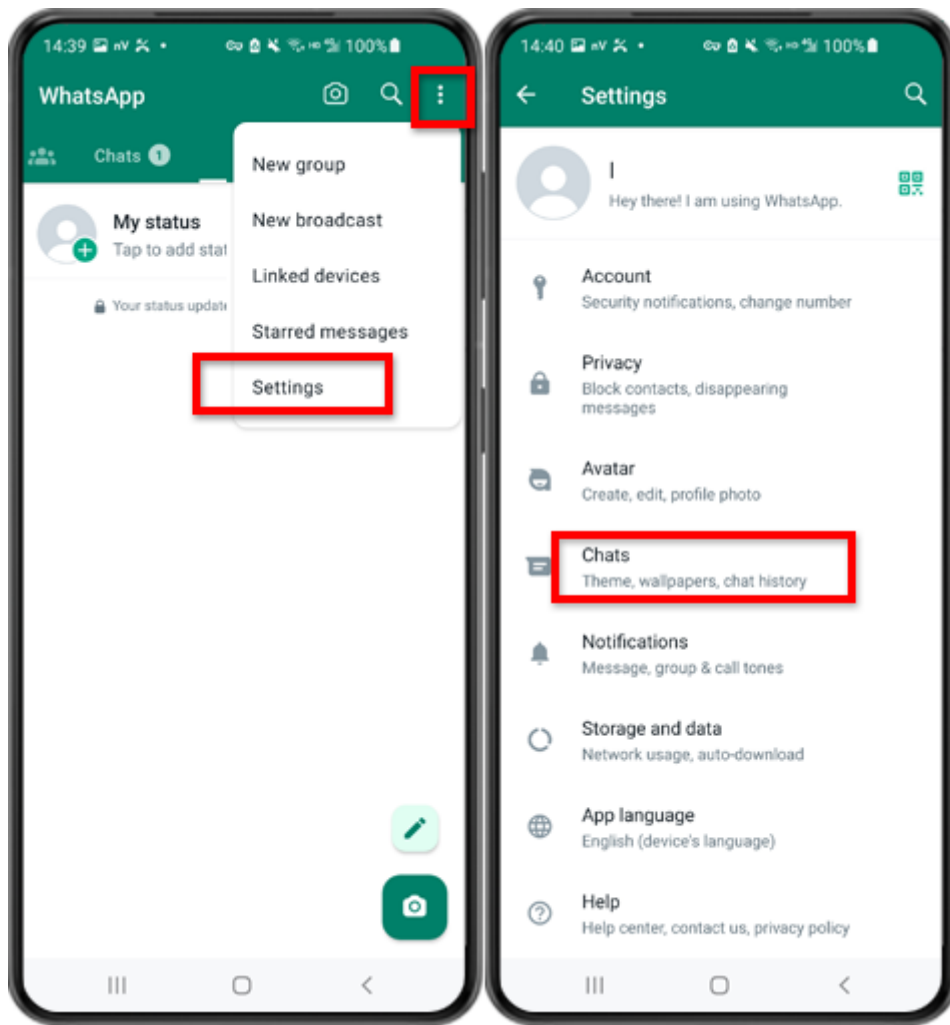 14:39 100%
WhatsApp
Chats 1
New group
New broadcast
Linked devices
Starred messages
Settings
My status
Tap to add stat
Your status updat
14:40 100%
Settings
I
Hey there! I am using WhatsApp.
Account
Security notifications, change number
Privacy
Block contacts, disappearing
messages
Avatar
Create, edit, profile photo
Chats
Theme, wallpapers, chat history
Notifications
Message, group & call tones
Storage and data
Network usage, auto-download
App language
English (device's language)
Help
Help center, contact us, privacy policy